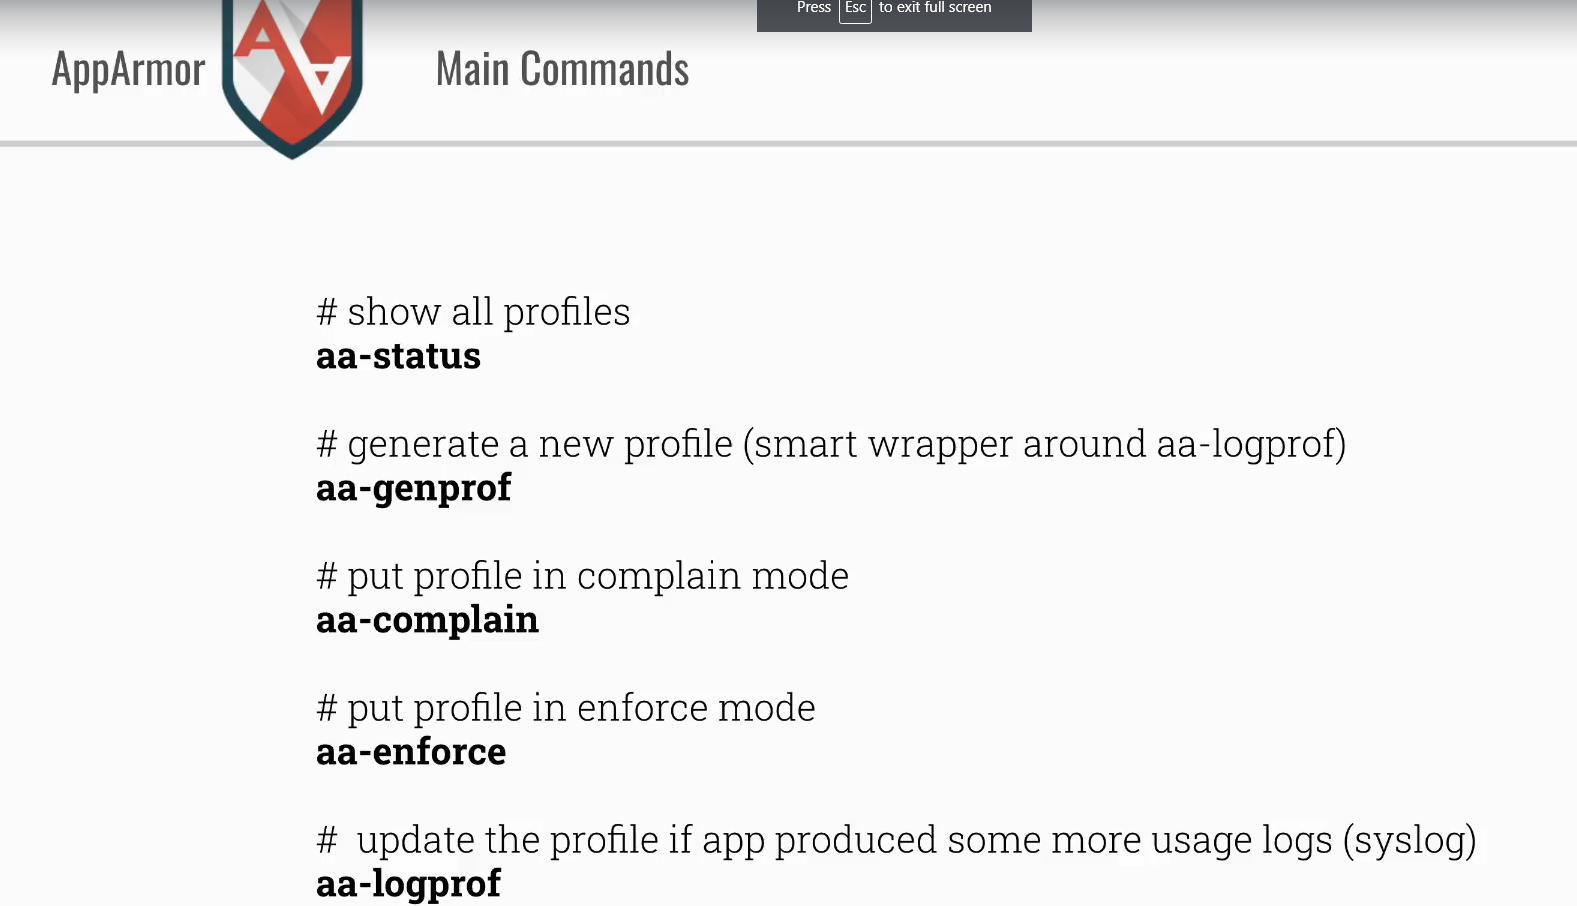 Press Esc to exit full screen
AppArmor
Main Commands
# show all profiles
aa-status
# generate a new profile (smart wrapper around aa-logprof)
aa-genprof
# put profile in complain mode
aa-complain
# put profile in enforce mode
aa-enforce
#  update the profile if app produced some more usage logs (syslog)
aa-logprof